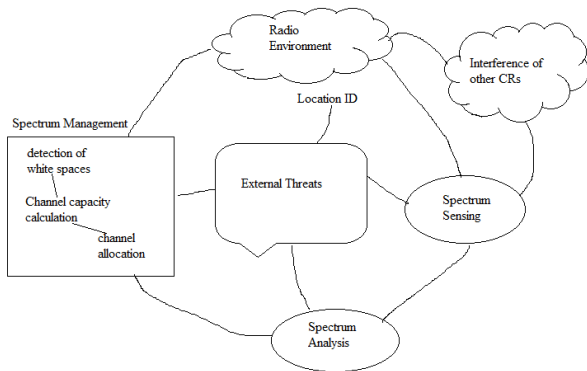 Radio
Environment
Interference of
other CRs
Location ID
Spectrum Management
detection of
white spaces
Channel capacity
calculation
channel
allocation
External Threats
Spectrum
Sensing
Spectrum
Analysis